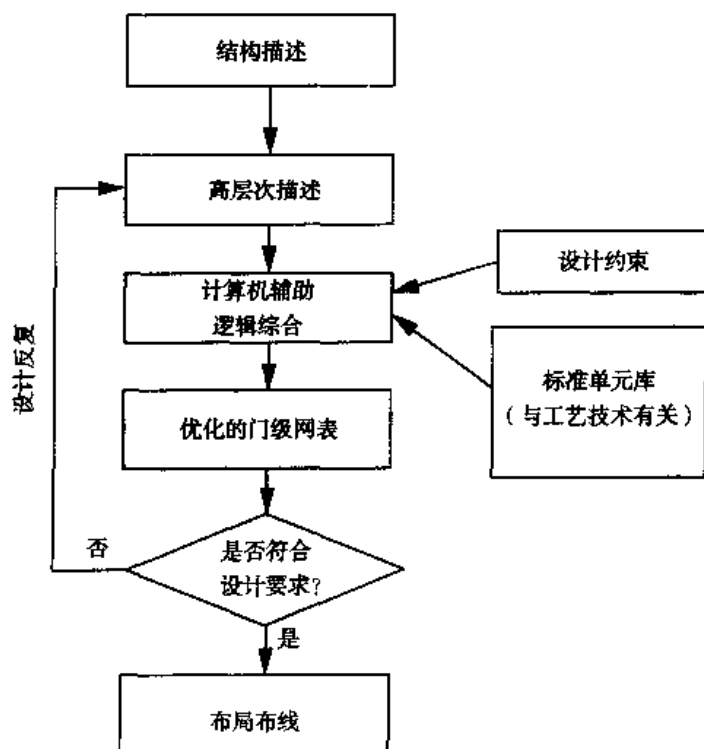 结构描述
高层次描述
计算机辅助
逻辑综合
设计约束
标准单元库
（与工艺技术有关）
优化的门级网表
设计反复
否
是否符合
设计要求?
是
布局布线